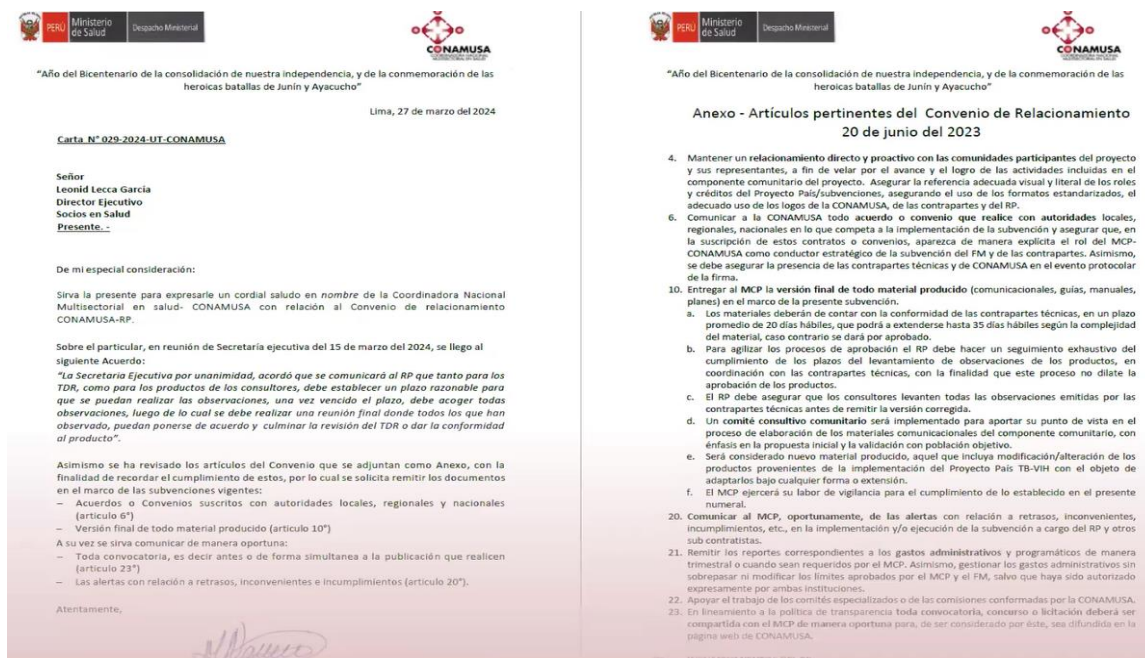 PERÚ
Ministerio
de Salud
Despacho Ministerial
CONAMUSA
COORDINADORA NACIONAL
MULTISECTORIAL EN SALUD
"Año del Bicentenario de la consolidación de nuestra independencia, y de la conmemoración de las
heroicas batallas de Junín y Ayacucho"
Lima, 27 de marzo del 2024
Carta N° 029-2024-UT-CONAMUSA
Señor
Leonid Lecca Garcia
Director Ejecutivo
Socios en Salud
Presente. -
De mi especial consideración:
Sirva la presente para expresarle un cordial saludo en nombre de la Coordinadora Nacional
Multisectorial en salud- CONAMUSA con relación al Convenio de relacionamiento
CONAMUSA-RP.
Sobre el particular, en reunión de Secretaría ejecutiva del 15 de marzo del 2024, se llego al
siguiente Acuerdo:
"La Secretaria Ejecutiva por unanimidad, acordó que se comunicará al RP que tanto para los
TDR, como para los productos de los consultores, debe establecer un plazo razonable para
que se puedan realizar las observaciones, una vez vencido el plazo, debe acoger todas
observaciones, luego de lo cual se debe realizar una reunión final donde todos los que han
observado, puedan ponerse de acuerdo y culminar la revisión del TDR o dar la conformidad
al producto".
Asimismo se ha revisado los artículos del Convenio que se adjuntan como Anexo, con la
finalidad de recordar el cumplimiento de estos, por lo cual se solicita remitir los documentos
en el marco de las subvenciones vigentes:
– Acuerdos o Convenios suscritos con autoridades locales, regionales y nacionales
(articulo 6°)
– Versión final de todo material producido (articulo 10°)
A su vez se sirva comunicar de manera oportuna:
– Toda convocatoria, es decir antes o de forma simultanea a la publicación que realicen
(articulo 23°)
– Las alertas con relación a retrasos, inconvenientes e incumplimientos (articulo 20°).
Atentamente,
PERÚ
Ministerio
de Salud
Despacho Ministerial
CONAMUSA
COORDINADORA NACIONAL
MULTISECTORIAL EN SALUD
"Año del Bicentenario de la consolidación de nuestra independencia, y de la conmemoración de las
heroicas batallas de Junín y Ayacucho"
Anexo - Artículos pertinentes del Convenio de Relacionamiento
20 de junio del 2023
4. Mantener un relacionamiento directo y proactivo con las comunidades participantes del proyecto
y sus representantes, a fin de velar por el avance y el logro de las actividades incluidas en el
componente comunitario del proyecto. Asegurar la referencia adecuada visual y literal de los roles
y créditos del Proyecto País/subvenciones, asegurando el uso de los formatos estandarizados, el
adecuado uso de los logos de la CONAMUSA, de las contrapartes y del RP.
6. Comunicar a la CONAMUSA todo acuerdo o convenio que realice con autoridades locales,
regionales, nacionales en lo que competa a la implementación de la subvención y asegurar que, en
la suscripción de estos contratos o convenios, aparezca de manera explícita el rol del MCP-
CONAMUSA como conductor estratégico de la subvención del FM y de las contrapartes. Asimismo,
se debe asegurar la presencia de las contrapartes técnicas y de CONAMUSA en el evento protocolar
de la firma.
10. Entregar al MCP la versión final de todo material producido (comunicacionales, guías, manuales,
planes) en el marco de la presente subvención.
a. Los materiales deberán de contar con la conformidad de las contrapartes técnicas, en un plazo
promedio de 20 días hábiles, que podrá a extenderse hasta 35 días hábiles según la complejidad
del material, caso contrario se dará por aprobado.
b. Para agilizar los procesos de aprobación el RP debe hacer un seguimiento exhaustivo del
cumplimiento de los plazos del levantamiento de observaciones de los productos, en
coordinación con las contrapartes técnicas, con la finalidad que este proceso no dilate la
aprobación de los productos.
c. El RP debe asegurar que los consultores levanten todas las observaciones emitidas por las
contrapartes técnicas antes de remitir la versión corregida.
d. Un comité consultivo comunitario será implementado para aportar su punto de vista en el
proceso de elaboración de los materiales comunicacionales del componente comunitario, con
énfasis en la propuesta inicial y la validación con población objetivo.
e. Será considerado nuevo material producido, aquel que incluya modificación/alteración de los
productos provenientes de la implementación del Proyecto País TB-VIH con el objeto de
adaptarlos bajo cualquier forma o extensión.
f. El MCP ejercerá su labor de vigilancia para el cumplimiento de lo establecido en el presente
numeral.
20. Comunicar al MCP, oportunamente, de las alertas con relación a retrasos, inconvenientes,
incumplimientos, etc., en la implementación y/o ejecución de la subvención a cargo del RP y otros
sub contratistas.
21. Remitir los reportes correspondientes a los gastos administrativos y programáticos de manera
trimestral o cuando sean requeridos por el MCP. Asimismo, gestionar los gastos administrativos sin
sobrepasar ni modificar los límites aprobados por el MCP y el FM, salvo que haya sido autorizado
expresamente por ambas instituciones.
22. Apoyar el trabajo de los comités especializados o de las comisiones conformadas por la CONAMUSA.
23. En lineamiento a la política de transparencia toda convocatoria, concurso o licitación deberá ser
compartida con el MCP de manera oportuna para, de ser considerado por éste, sea difundida en la
página web de CONAMUSA.